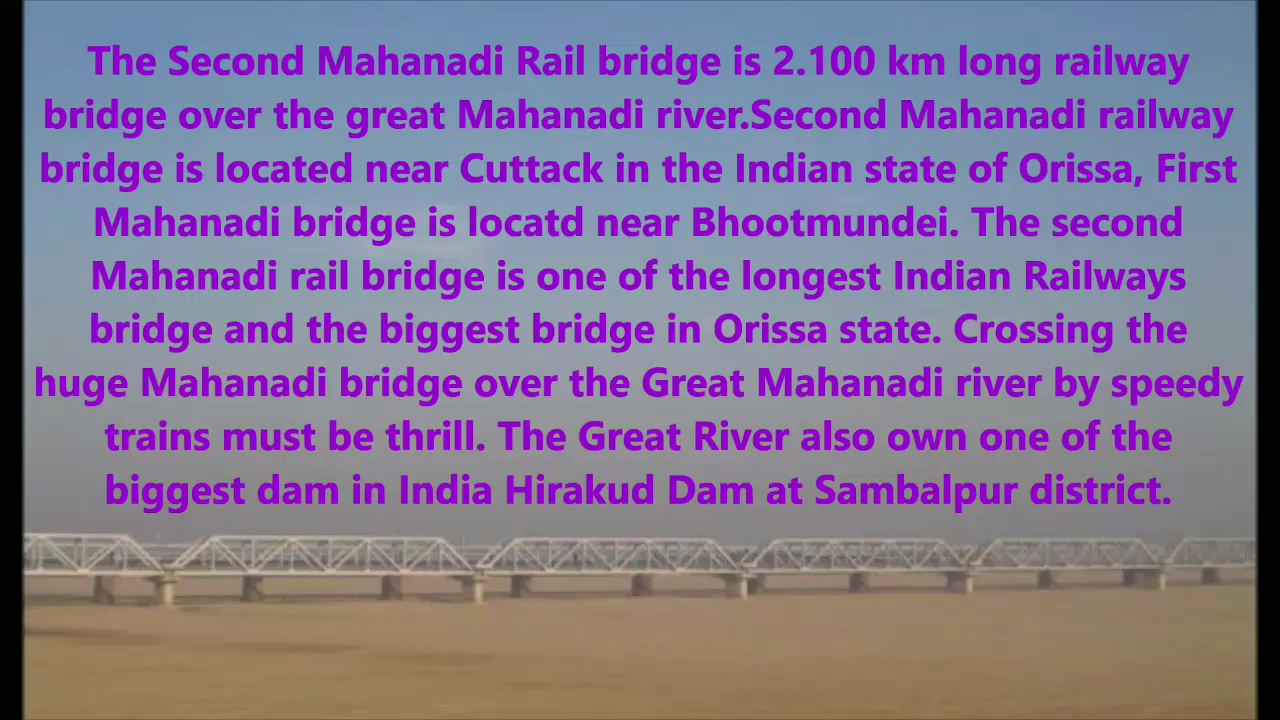 The Second Mahanadi Rail bridge is 2.100 km long railway
bridge over the great Mahanadi river.Second Mahanadi railway
bridge is located near Cuttack in the Indian state of Orissa, First
Mahanadi bridge is locatd near Bhootmundei. The second
Mahanadi rail bridge is one of the longest Indian Railways
bridge and the biggest bridge in Orissa state. Crossing the
huge Mahanadi bridge over the Great Mahanadi river by speedy
trains must be thrill. The Great River also own one of the
biggest dam in India Hirakud Dam at Sambalpur district.